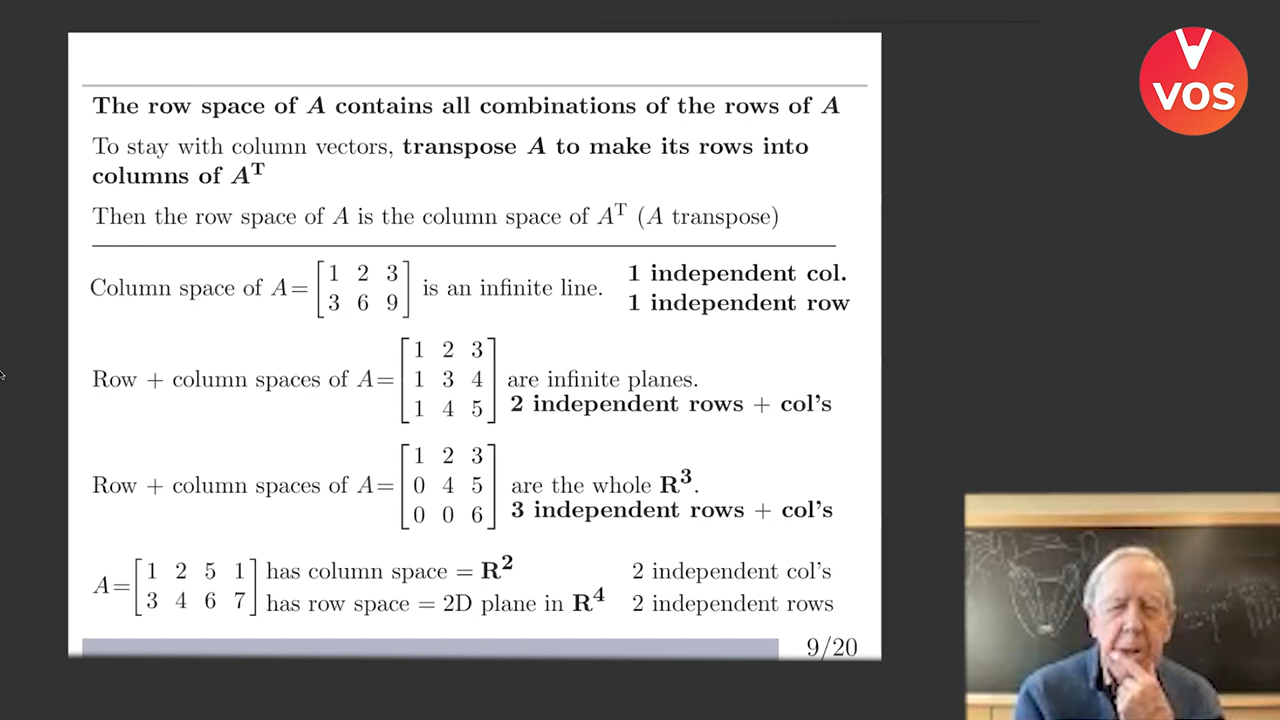 The row space of A contains all combinations of the rows of A
To stay with column vectors, transpose A to make its rows into
columns of Aᵀ
Then the row space of A is the column space of Aᵀ (A transpose)
Column space of A= [1 2 3; 3 6 9] is an infinite line. 1 independent col.
1 independent row
Row + column spaces of A= [1 2 3; 1 3 4; 1 4 5] are infinite planes.
2 independent rows + col's
Row + column spaces of A= [1 2 3; 0 4 5; 0 0 6] are the whole R³.
3 independent rows + col's
A= [1 2 5 1; 3 4 6 7] has column space = R² 2 independent col's
has row space = 2D plane in R⁴ 2 independent rows
9/20
VOS